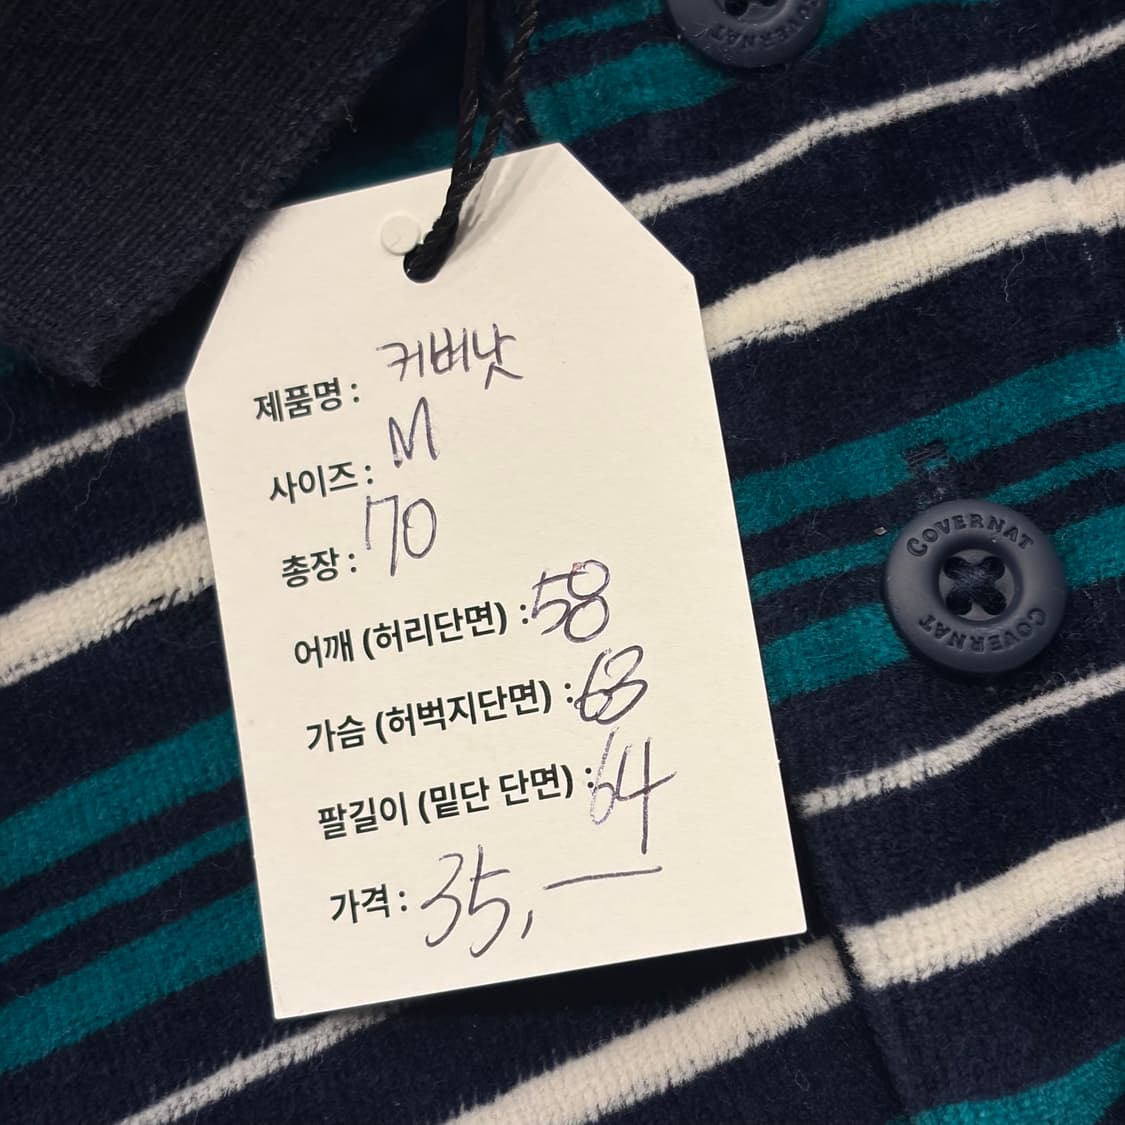 COVERNAT
제품명 : 커버낫
사이즈 : M
총장 : 70
어깨 (허리단면) : 58
가슴 (허벅지단면) : 63
팔길이 (밑단 단면) : 64
가격 : 35,—
COVERNAT
COVERNAT